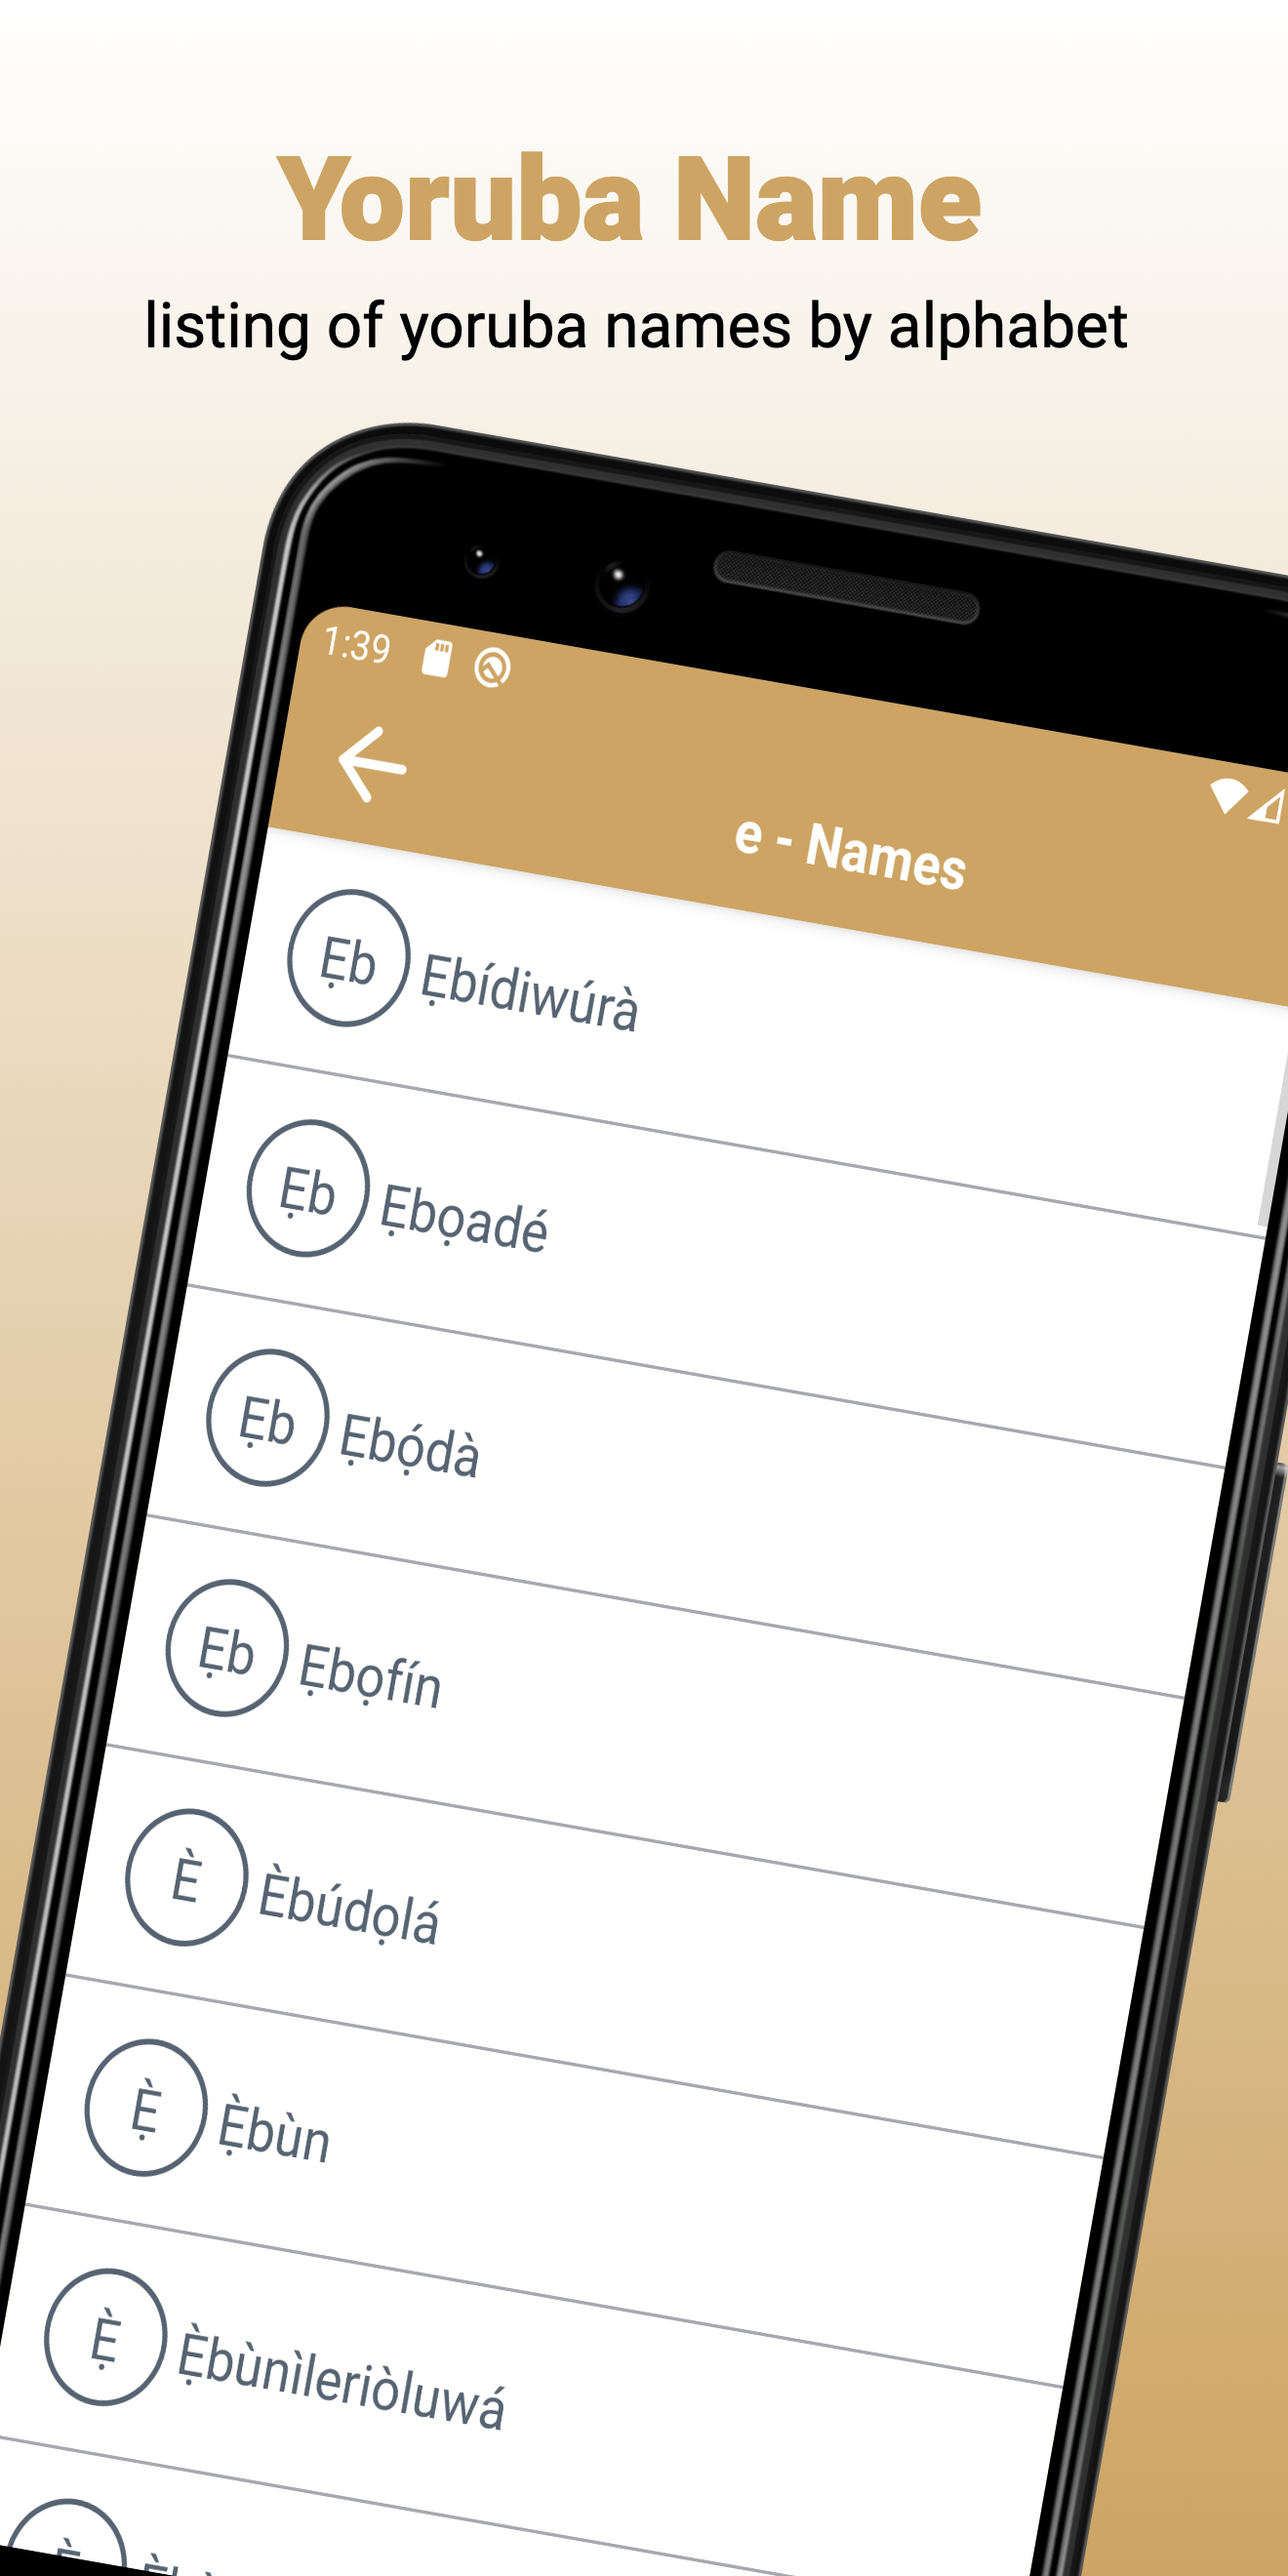 Yoruba Name
listing of yoruba names by alphabet
1:39
e - Names
Ẹb Ẹbídiwúrà
Ẹb Ẹbọadé
Ẹb Ẹbọ́dà
Ẹb Ẹbọfín
È Èbúdọlá
Ẹ̀ Ẹ̀bùn
Ẹ̀ Ẹ̀bùnìleriòluwá